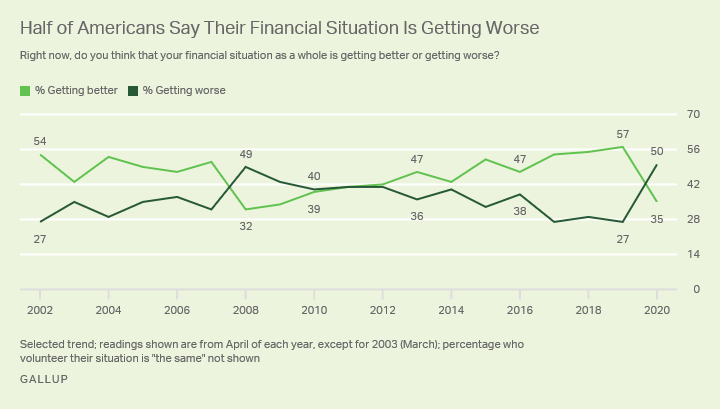 Half of Americans Say Their Financial Situation Is Getting Worse
Right now, do you think that your financial situation as a whole is getting better or getting worse?
% Getting better % Getting worse
70
56
42
28
14
0
54
27
49
32
40
39
47
36
47
38
57
27
50
35
2002 2004 2006 2008 2010 2012 2014 2016 2018 2020
Selected trend; readings shown are from April of each year, except for 2003 (March); percentage who
volunteer their situation is "the same" not shown
GALLUP